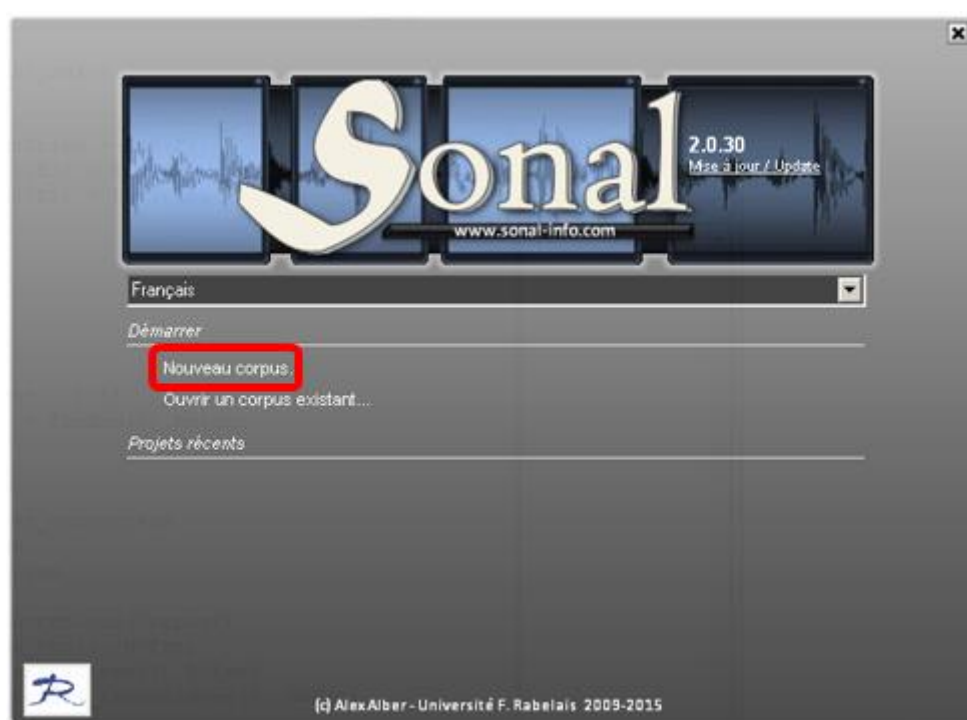 Sonal
2.0.30
Mise à jour / Update
www.sonal-info.com
Français
Démarrer
Nouveau corpus.
Ouvrir un corpus existant...
Projets récents
(c) Alex Alber - Université F. Rabelais 2009-2015